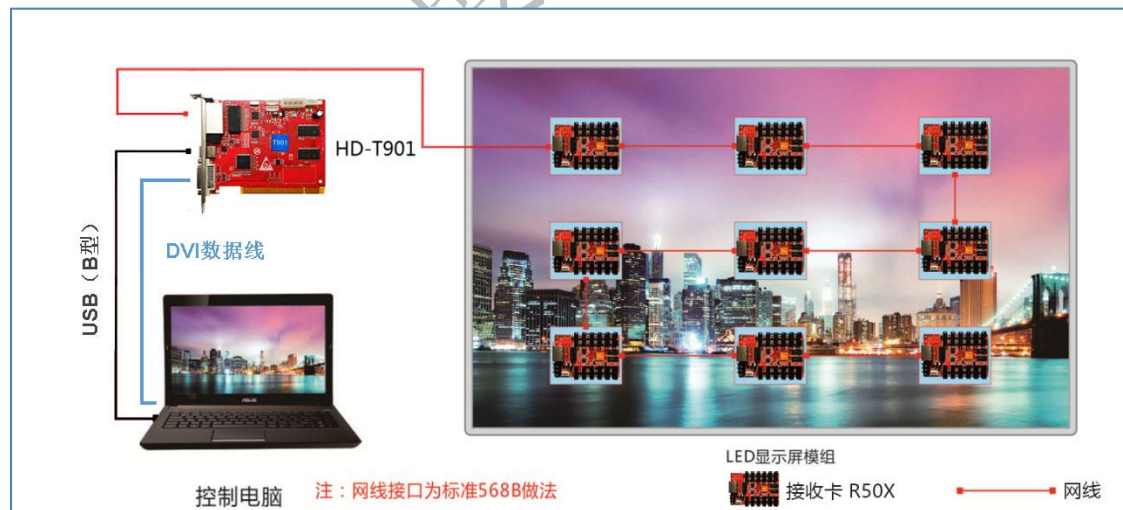 HD-T901
T901
DVI数据线
USB（B型）
ASUS
LED显示屏模组
控制电脑
注：网线接口为标准568B做法
接收卡 R50X
网线